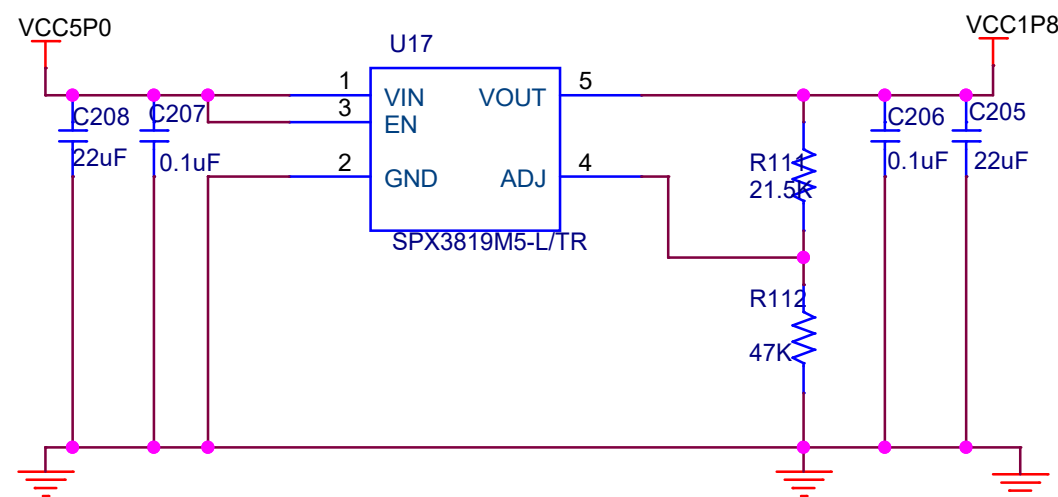 VCC5P0
VCC1P8
U17
1
VIN
VOUT
5
3
EN
C208
22uF
C207
0.1uF
2
GND
ADJ
4
SPX3819M5-L/TR
R111
21.5K
C206
0.1uF
C205
22uF
R112
47K